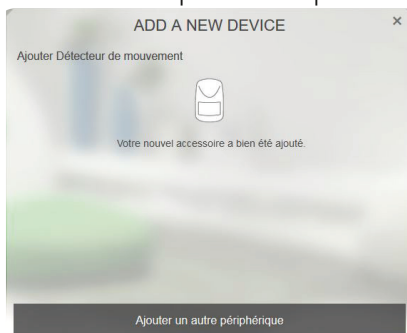 ADD A NEW DEVICE
×
Ajouter Détecteur de mouvement
Votre nouvel accessoire a bien été ajouté.
Ajouter un autre périphérique